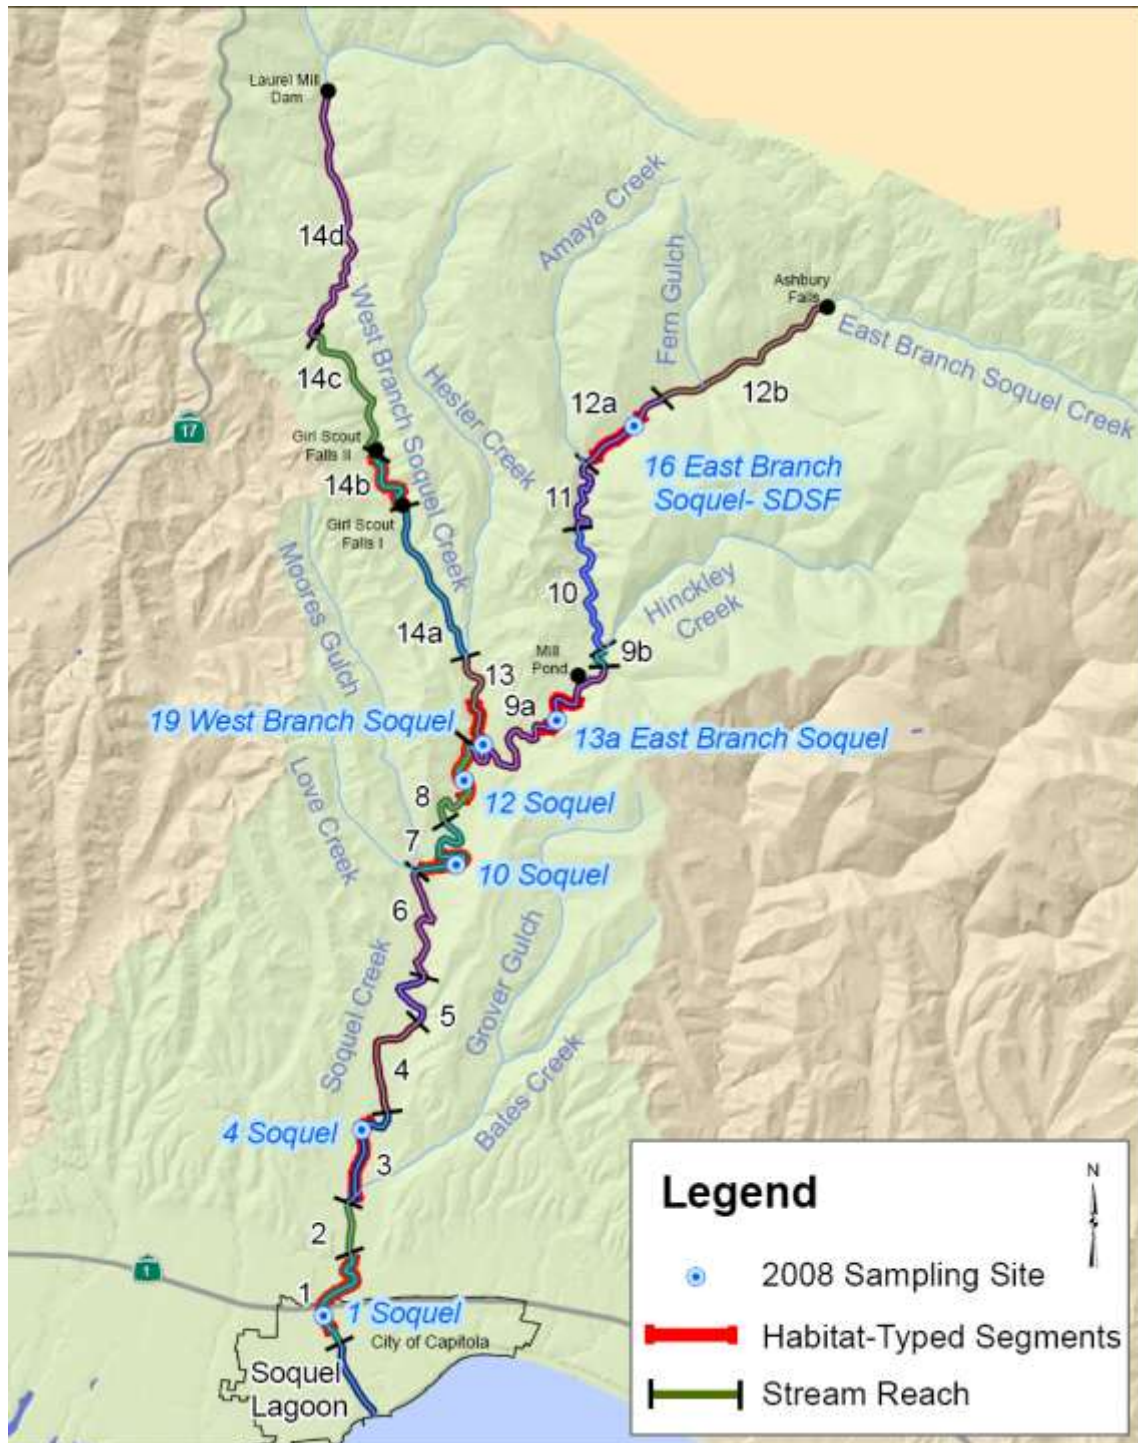 Laurel Mill
Dam
14d
Amaya Creek
Fern Gulch
Ashbury
Falls
East Branch Soquel Creek
West Branch Soquel Creek
14c
Hester Creek
12a
12b
17
Girl Scout
Falls II
14b
16 East Branch
Soquel- SDSF
11
Girl Scout
Falls I
Moores Gulch
10
Hinckley
Creek
14a
Mill
Pond
9b
13
9a
19 West Branch Soquel
13a East Branch Soquel
Love Creek
8
12 Soquel
7
10 Soquel
6
Soquel Creek
Grover Gulch
5
4
Bates Creek
4 Soquel
3
2
1
1
1 Soquel
City of Capitola
Soquel
Lagoon
Legend
N
2008 Sampling Site
Habitat-Typed Segments
Stream Reach